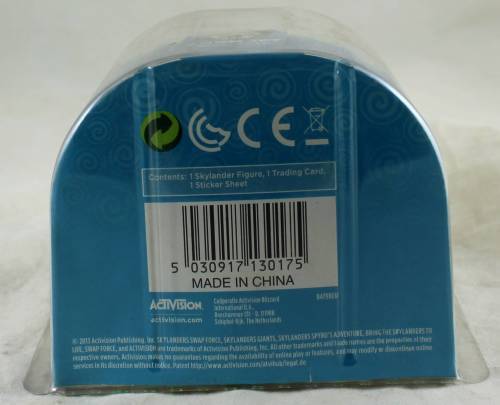 Contents: 1 Skylander Figure, 1 Trading Card,
1 Sticker Sheet
5 030917 130175
MADE IN CHINA
ACTIVISION
activision.com
Activision Blizzard
International B.V.
The Netherlands
© 2013 Activision Publishing, Inc. SKYLANDERS SWAP FORCE, SKYLANDERS GIANTS, SKYLANDERS SPYRO'S ADVENTURE, BRING THE SKYLANDERS TO
LIFE, SWAP FORCE, and ACTIVISION are trademarks of Activision Publishing, Inc. All other trademarks and trade names are the properties of their
respective owners. Activision makes no guarantees regarding the availability of online play or features, and may modify or discontinue online
services in its discretion without notice. Patent http://www.activision.com/atvihub/legal.do